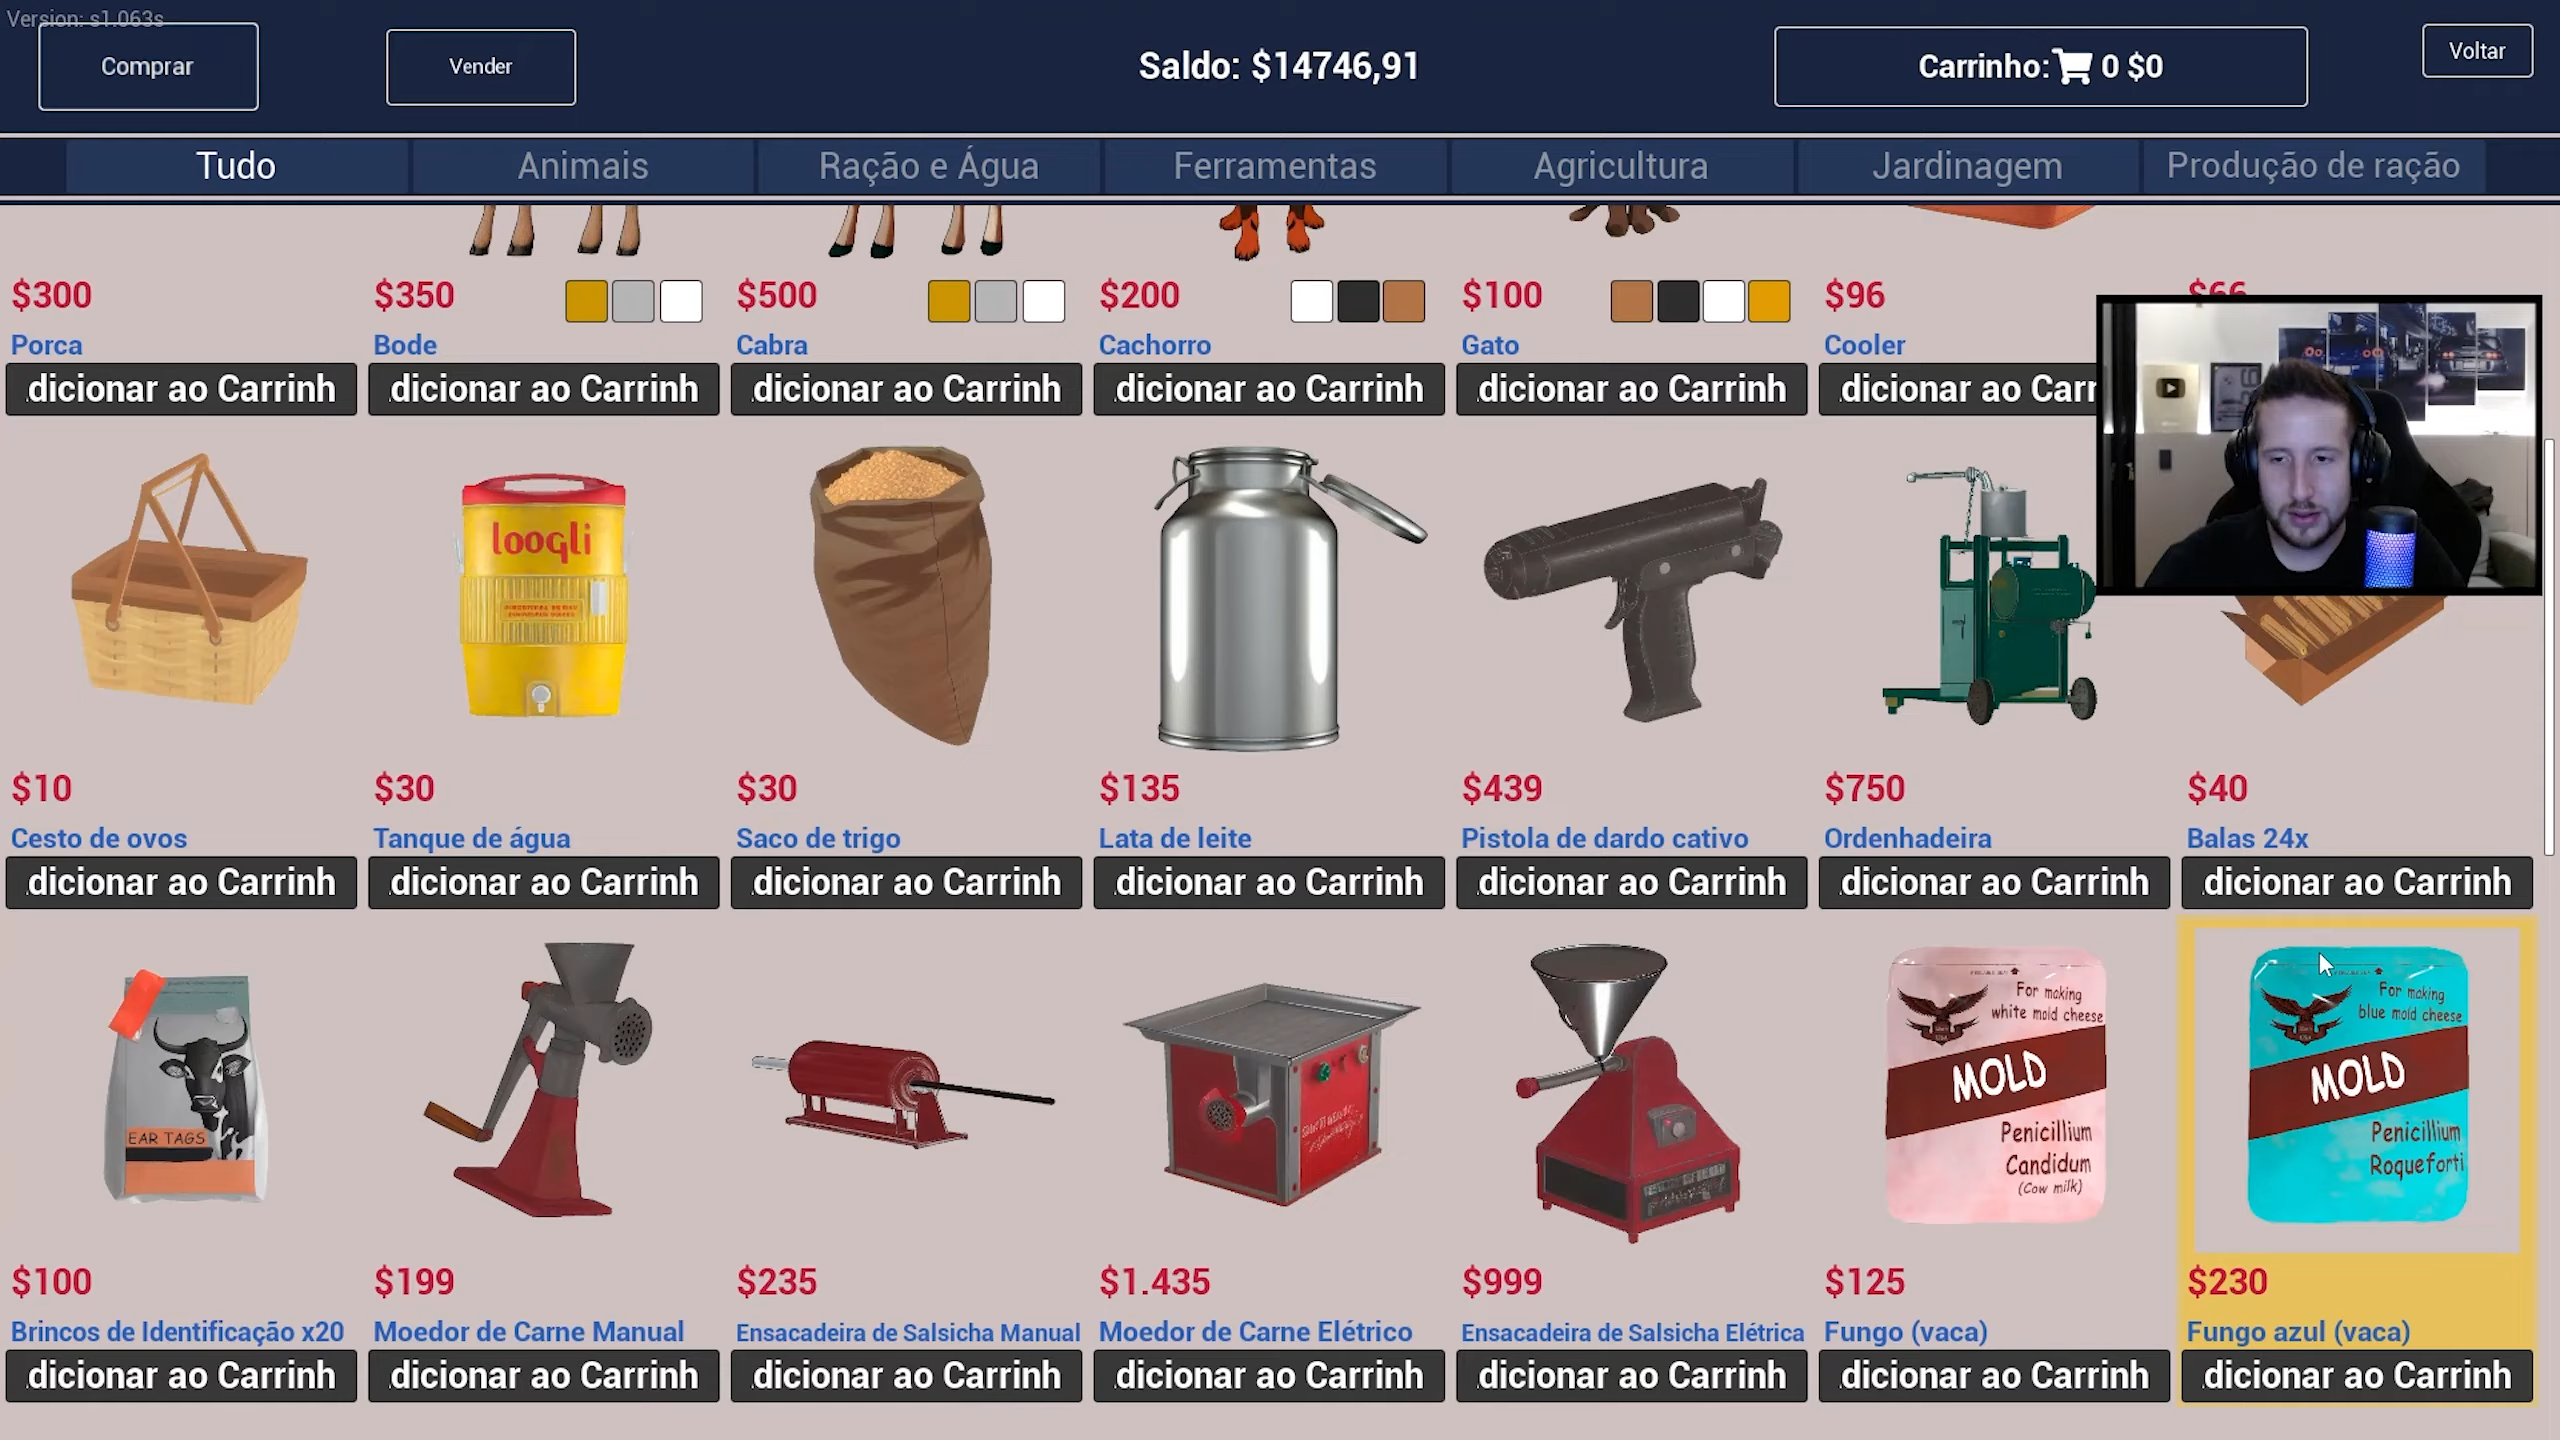 Version: s1.063s
Comprar
Vender
Saldo: $14746,91
Carrinho: 0 $0
Voltar
Tudo
Animais
Ração e Água
Ferramentas
Agricultura
Jardinagem
Produção de ração
$300
$350
$500
$200
$100
$96
$66
Porca
Bode
Cabra
Cachorro
Gato
Cooler
dicionar ao Carrinh
dicionar ao Carrinh
dicionar ao Carrinh
dicionar ao Carrinh
dicionar ao Carrinh
dicionar ao Carr
loogli
$10
$30
$30
$135
$439
$750
$40
Cesto de ovos
Tanque de água
Saco de trigo
Lata de leite
Pistola de dardo cativo
Ordenhadeira
Balas 24x
dicionar ao Carrinh
dicionar ao Carrinh
dicionar ao Carrinh
dicionar ao Carrinh
dicionar ao Carrinh
dicionar ao Carrinh
dicionar ao Carrinh
EAR TAGS
For making
white mold cheese
MOLD
Penicillium
Candidum
(Cow milk)
For making
blue mold cheese
MOLD
Penicillium
Roqueforti
$100
$199
$235
$1.435
$999
$125
$230
Brincos de Identificação x20
Moedor de Carne Manual
Ensacadeira de Salsicha Manual
Moedor de Carne Elétrico
Ensacadeira de Salsicha Elétrica
Fungo (vaca)
Fungo azul (vaca)
dicionar ao Carrinh
dicionar ao Carrinh
dicionar ao Carrinh
dicionar ao Carrinh
dicionar ao Carrinh
dicionar ao Carrinh
dicionar ao Carrinh